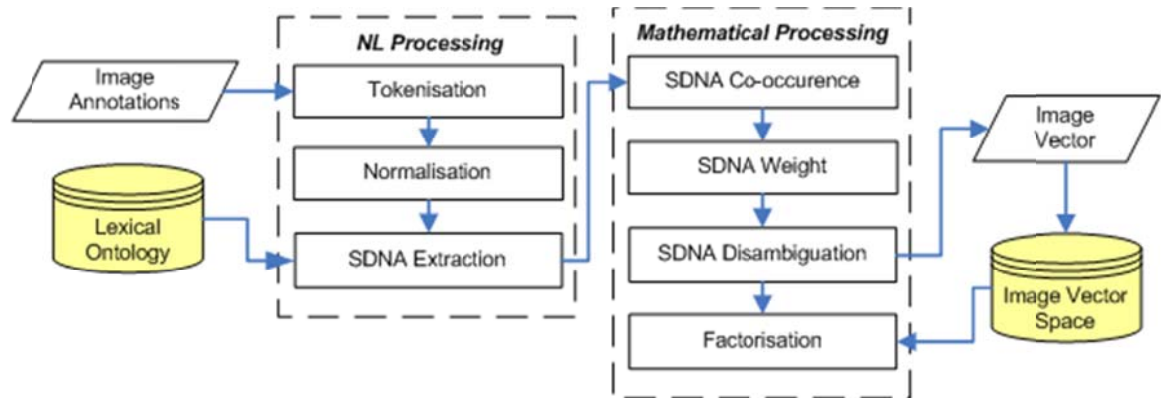 Image
Annotations
Lexical
Ontology
NL Processing
Tokenisation
Normalisation
SDNA Extraction
Mathematical Processing
SDNA Co-occurence
SDNA Weight
SDNA Disambiguation
Factorisation
Image
Vector
Image Vector
Space